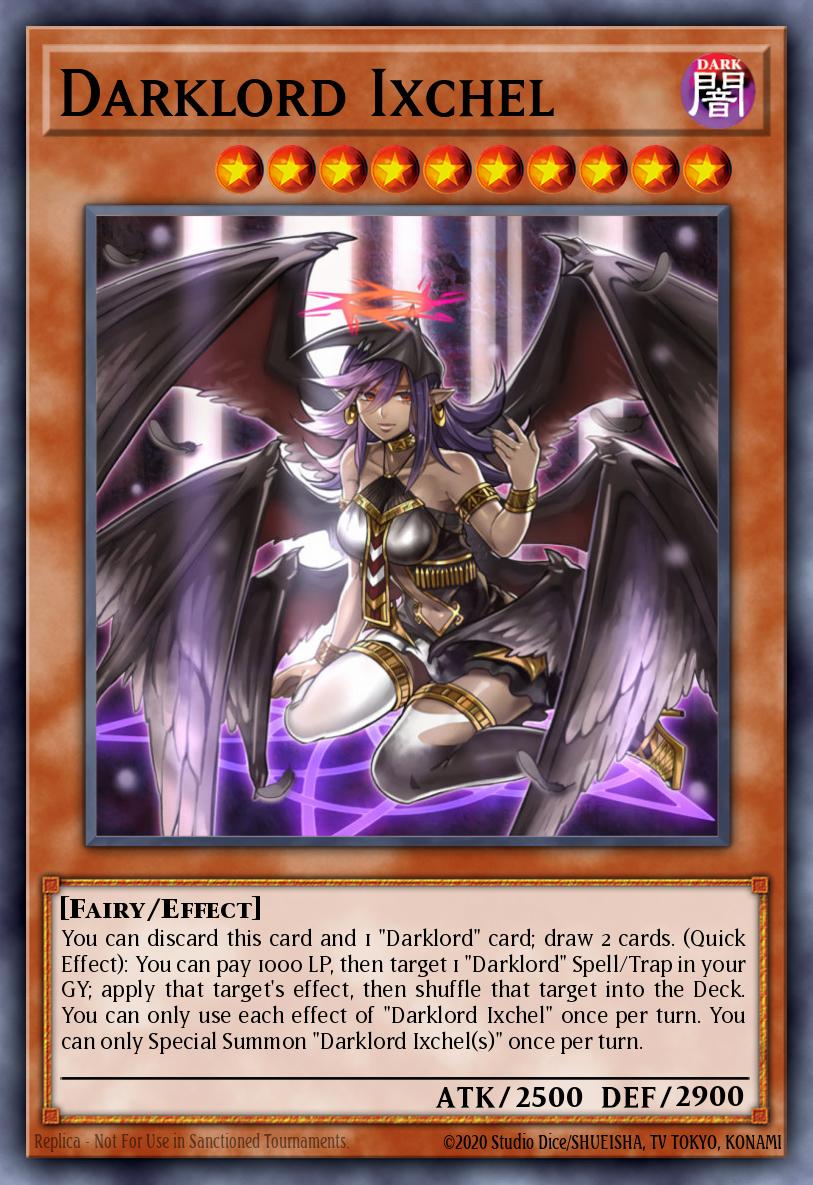 Darklord Ixchel
DARK
闇
[Fairy/Effect]
You can discard this card and 1 "Darklord" card; draw 2 cards. (Quick
Effect): You can pay 1000 LP, then target 1 "Darklord" Spell/Trap in your
GY; apply that target's effect, then shuffle that target into the Deck.
You can only use each effect of "Darklord Ixchel" once per turn. You
can only Special Summon "Darklord Ixchel(s)" once per turn.
ATK/2500 DEF/2900
Replica - Not For Use in Sanctioned Tournaments.
©2020 Studio Dice/SHUEISHA, TV TOKYO, KONAMI